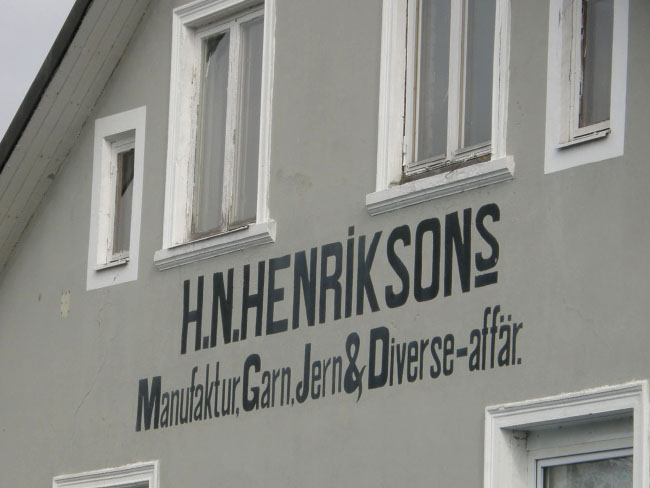 H.N.HENRiKSONs
Manufaktur, Garn, Jern & Diverse-affär.